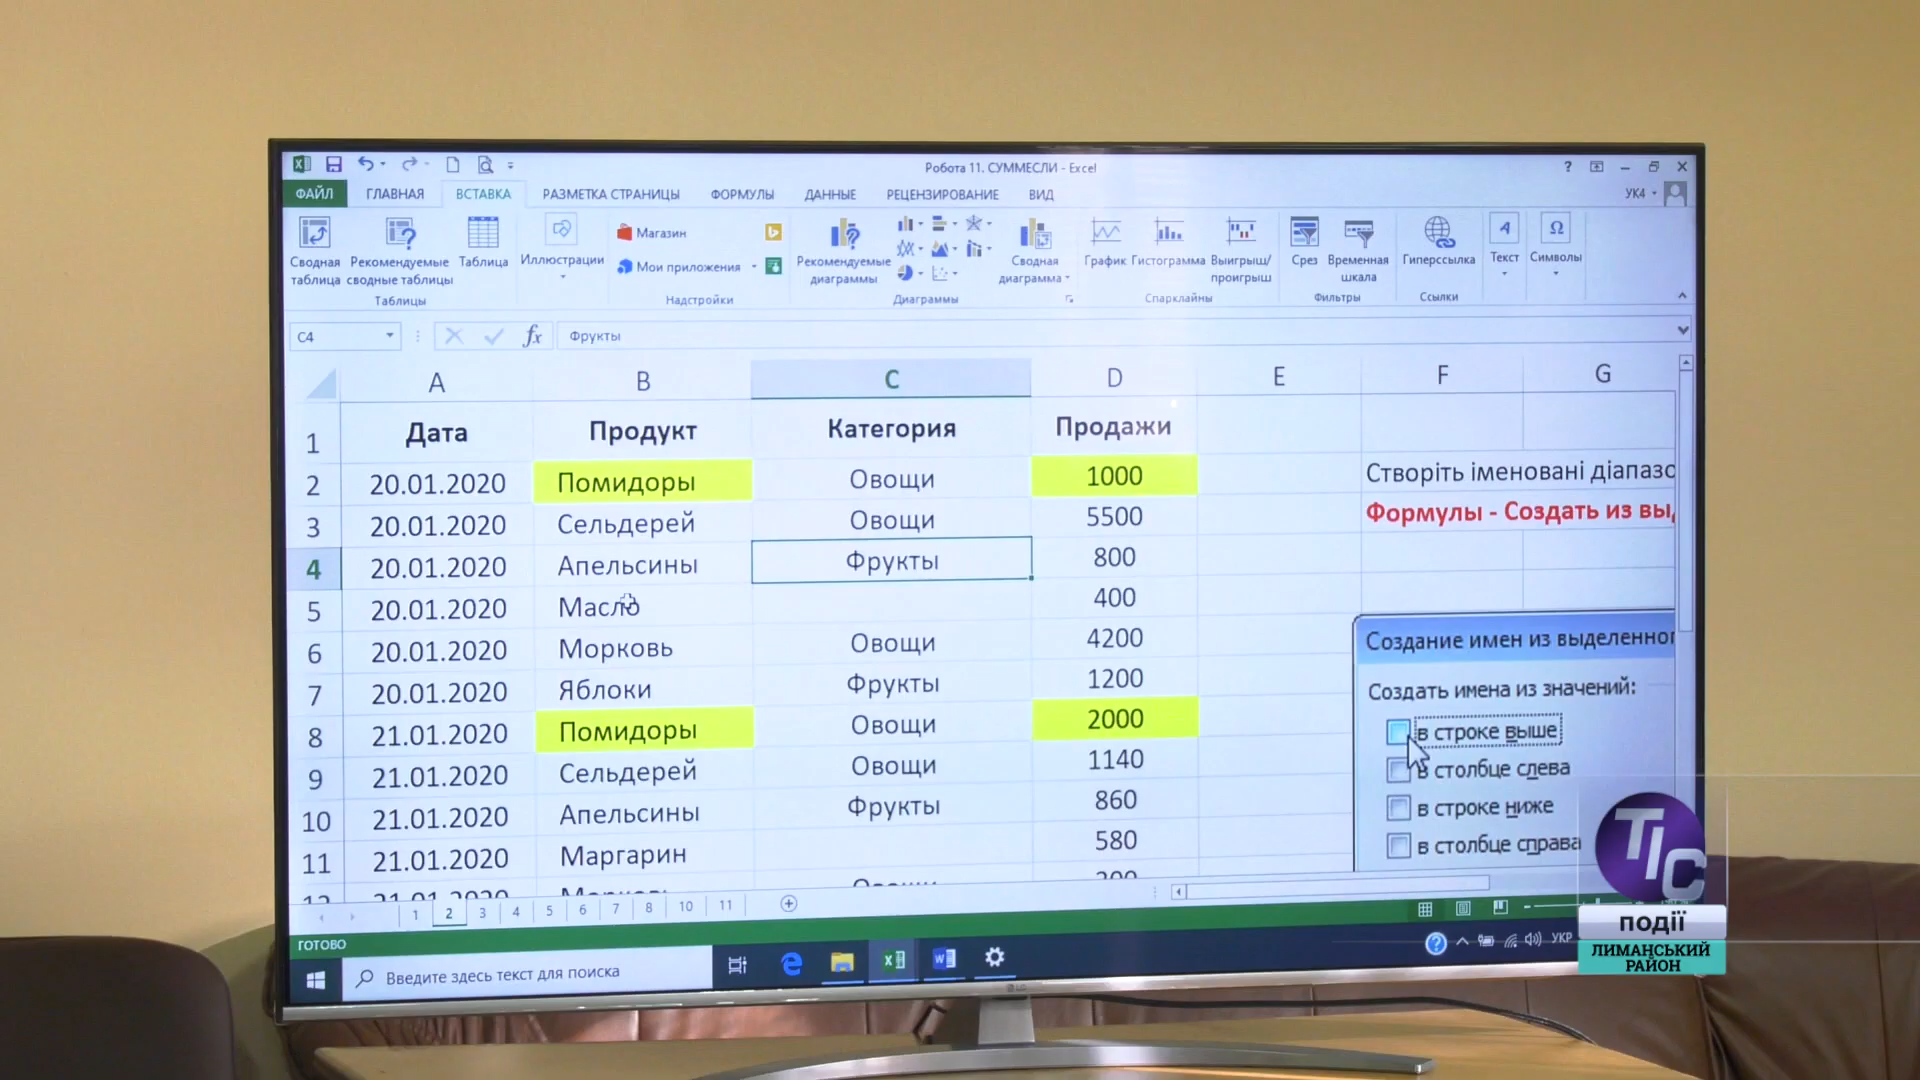 Робота 11. СУММЕСЛИ - Excel
ФАЙЛ ГЛАВНАЯ ВСТАВКА РАЗМЕТКА СТРАНИЦЫ ФОРМУЛЫ ДАННЫЕ РЕЦЕНЗИРОВАНИЕ ВИД УК4
Сводная таблица
Рекомендуемые сводные таблицы
Таблица
Таблицы
Иллюстрации
Магазин
Мои приложения
Надстройки
Рекомендуемые диаграммы
Диаграммы
Сводная диаграмма
График Гистограмма Выигрыш/проигрыш
Спарклайны
Срез Временная шкала
Фильтры
Гиперссылка
Ссылки
Текст
Символы
C4 fx Фрукты
A B C D E F G
1 Дата Продукт Категория Продажи
2 20.01.2020 Помидоры Овощи 1000 Створіть іменовані діапазо
3 20.01.2020 Сельдерей Овощи 5500 Формулы - Создать из вы
4 20.01.2020 Апельсины Фрукты 800
5 20.01.2020 Масло 400
6 20.01.2020 Морковь Овощи 4200
7 20.01.2020 Яблоки Фрукты 1200
8 21.01.2020 Помидоры Овощи 2000
9 21.01.2020 Сельдерей Овощи 1140
10 21.01.2020 Апельсины Фрукты 860
11 21.01.2020 Маргарин 580
Создание имен из выделенног
Создать имена из значений:
в строке выше
в столбце слева
в строке ниже
в столбце справа
1 2 3 4 5 6 7 8 10 11
ГОТОВО
Введите здесь текст для поиска
УКР
LG
ТІС
події
ЛИМАНСЬКИЙ
РАЙОН